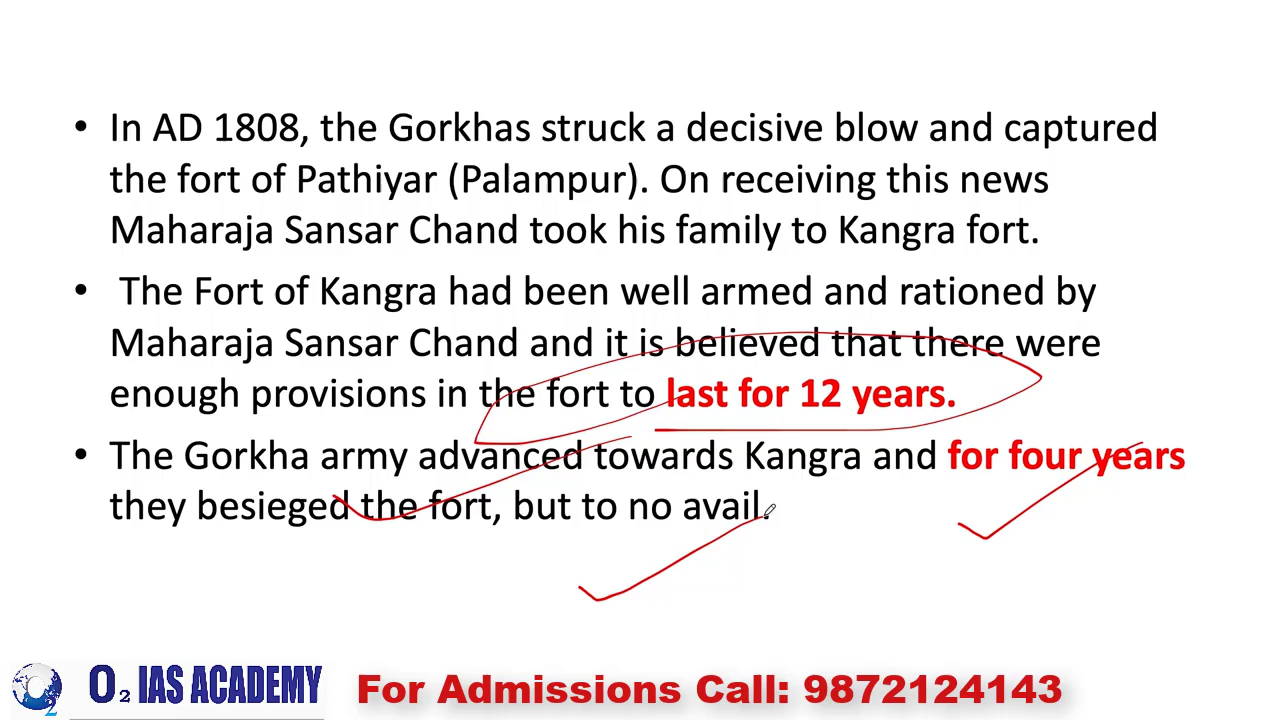 • In AD 1808, the Gorkhas struck a decisive blow and captured
the fort of Pathiyar (Palampur). On receiving this news
Maharaja Sansar Chand took his family to Kangra fort.
• The Fort of Kangra had been well armed and rationed by
Maharaja Sansar Chand and it is believed that there were
enough provisions in the fort to last for 12 years.
• The Gorkha army advanced towards Kangra and for four years
they besieged the fort, but to no avail.
O2 IAS ACADEMY
For Admissions Call: 9872124143